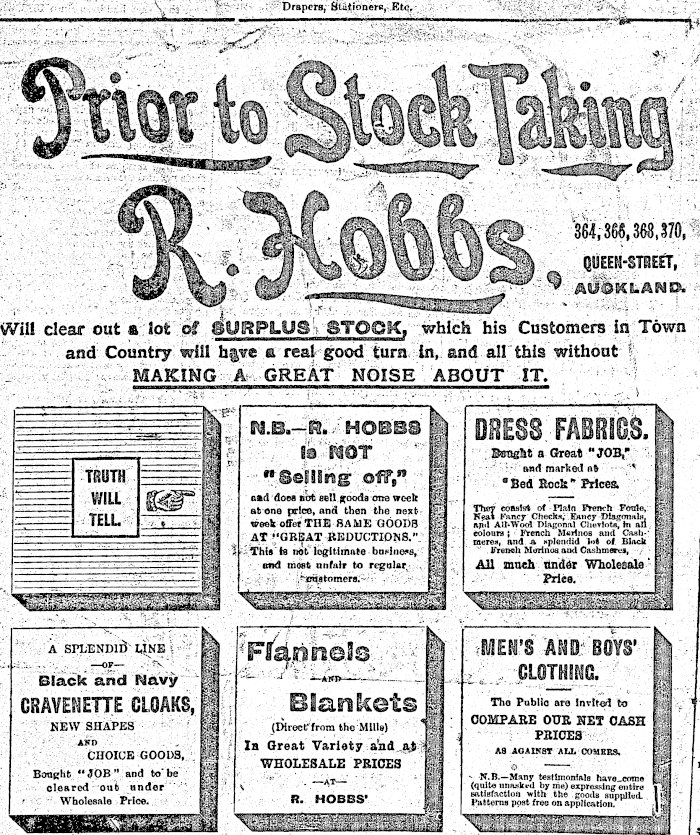 Drapers, Stationers, Etc.
Prior to Stock Taking
R. Hobbs,
364, 366, 368, 370,
QUEEN-STREET,
AUCKLAND.
Will clear out a lot of SURPLUS STOCK, which his Customers in Town
and Country will have a real good turn in, and all this without
MAKING A GREAT NOISE ABOUT IT.
TRUTH
WILL
TELL.
N.B.—R. HOBBS
Is NOT
"Selling off,"
and does not sell goods one week
at one price, and then the next
week offer THE SAME GOODS
AT "GREAT REDUCTIONS."
This is not legitimate business,
and most unfair to regular
customers.
DRESS FABRICS.
Bought a Great "JOB,"
and marked at
"Bed Rock" Prices.
They consist of Plain French Foule,
Neat Fancy Checks, Fancy Diagonals,
and All-Wool Diagonal Cheviots, in all
colours; French Merinos and Cash-
meres, and a splendid lot of Black
French Merinos and Cashmeres,
All much under Wholesale
Price.
A SPLENDID LINE
—OF—
Black and Navy
CRAVENETTE CLOAKS,
NEW SHAPES
AND
CHOICE GOODS,
Bought "JOB" and to be
cleared out under
Wholesale Price.
Flannels
—AND—
Blankets
(Direct from the Mills)
In Great Variety and at
WHOLESALE PRICES
—AT—
R. HOBBS'
MEN'S AND BOYS'
CLOTHING.
The Public are invited to
COMPARE OUR NET CASH
PRICES
AS AGAINST ALL COMERS.
N.B.—Many testimonials have come
(quite unasked by me) expressing entire
satisfaction with the goods supplied.
Patterns post free on application.